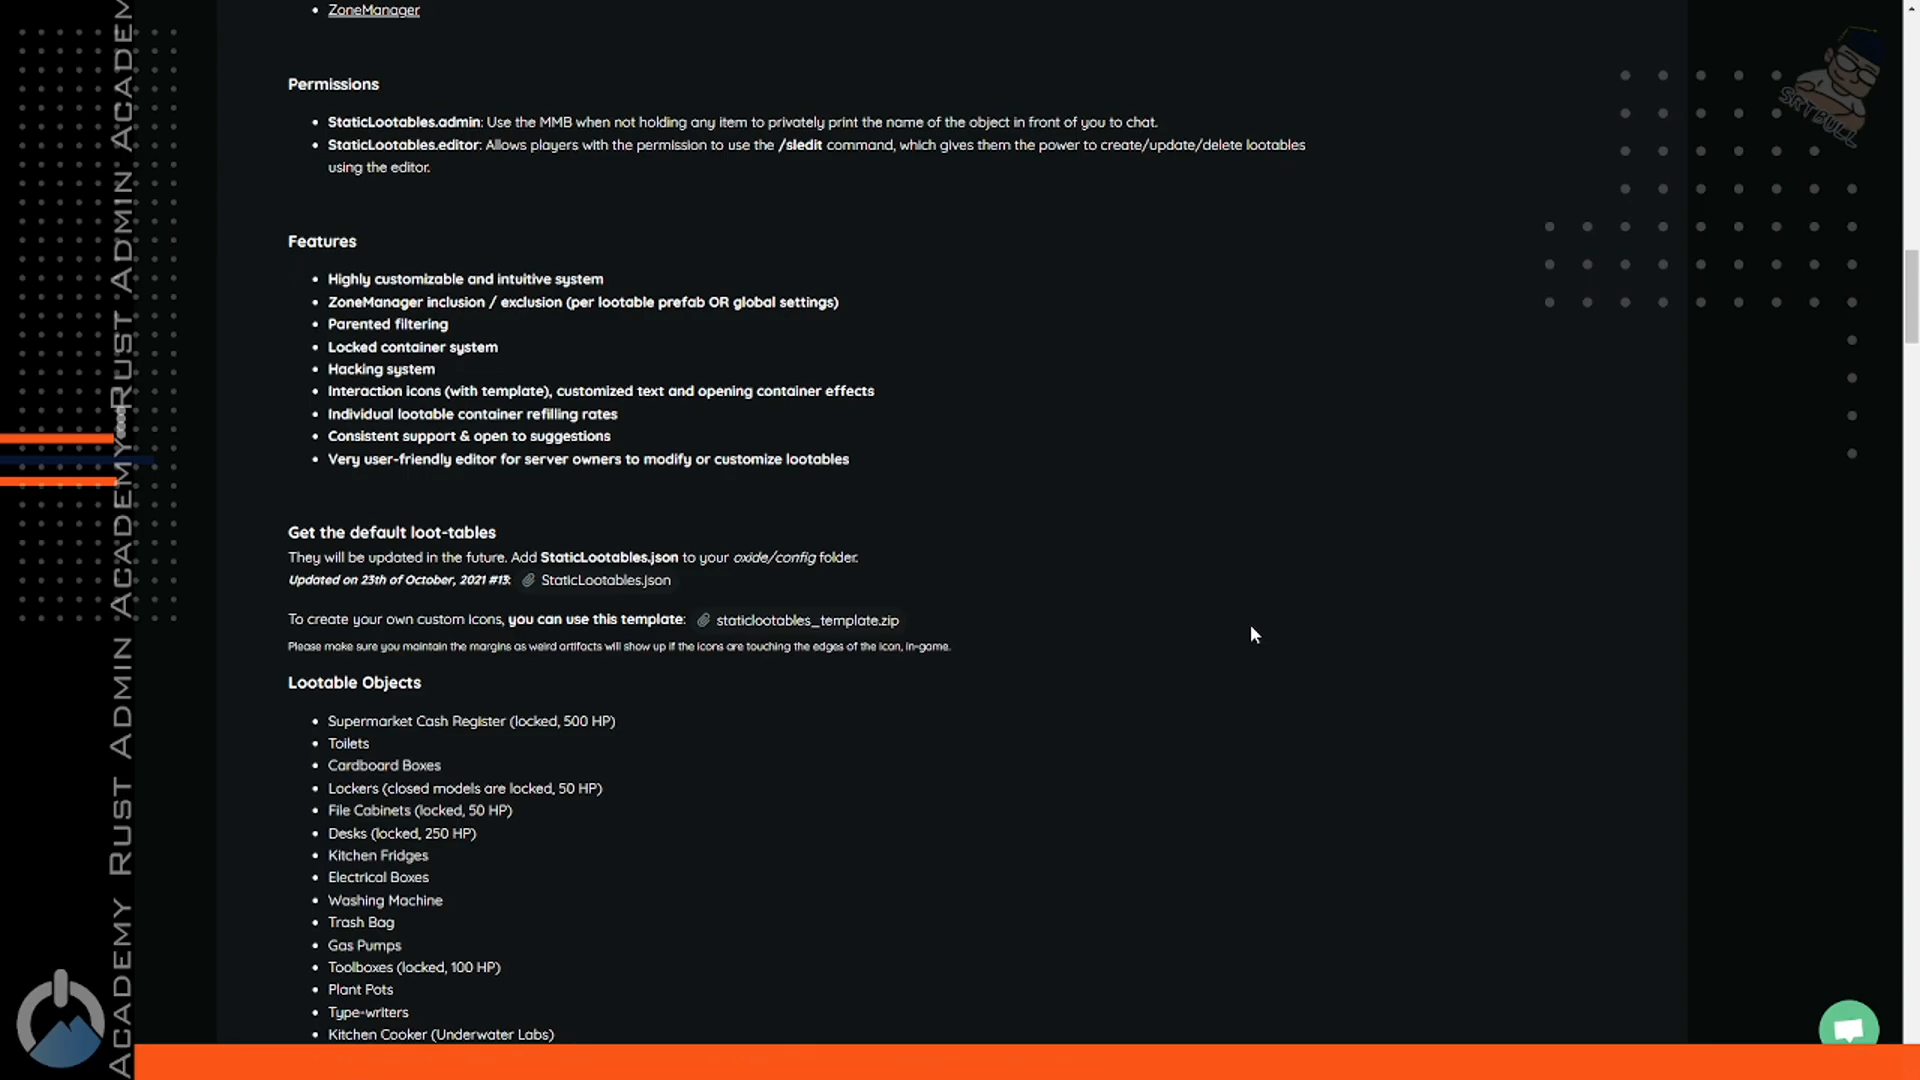 ZoneManager
Permissions
StaticLootables.admin: Use the MMB when not holding any item to privately print the name of the object in front of you to chat.
StaticLootables.editor: Allows players with the permission to use the /sledit command, which gives them the power to create/update/delete lootables
using the editor.
Features
Highly customizable and intuitive system
ZoneManager inclusion / exclusion (per lootable prefab OR global settings)
Parented filtering
Locked container system
Hacking system
Interaction icons (with template), customized text and opening container effects
Individual lootable container refilling rates
Consistent support & open to suggestions
Very user-friendly editor for server owners to modify or customize lootables
Get the default loot-tables
They will be updated in the future. Add StaticLootables.json to your oxide/config folder.
Updated on 23th of October, 2021 #13: StaticLootables.json
To create your own custom icons, you can use this template: staticlootables_template.zip
Please make sure you maintain the margins as weird artifacts will show up if the icons are touching the edges of the icon, in-game.
Lootable Objects
Supermarket Cash Register (locked, 500 HP)
Toilets
Cardboard Boxes
Lockers (closed models are locked, 50 HP)
File Cabinets (locked, 50 HP)
Desks (locked, 250 HP)
Kitchen Fridges
Electrical Boxes
Washing Machine
Trash Bag
Gas Pumps
Toolboxes (locked, 100 HP)
Plant Pots
Type-writers
Kitchen Cooker (Underwater Labs)
ACADEMY RUST ADMIN ACADEMY RUST ADMIN ACADEM
SRTBULL